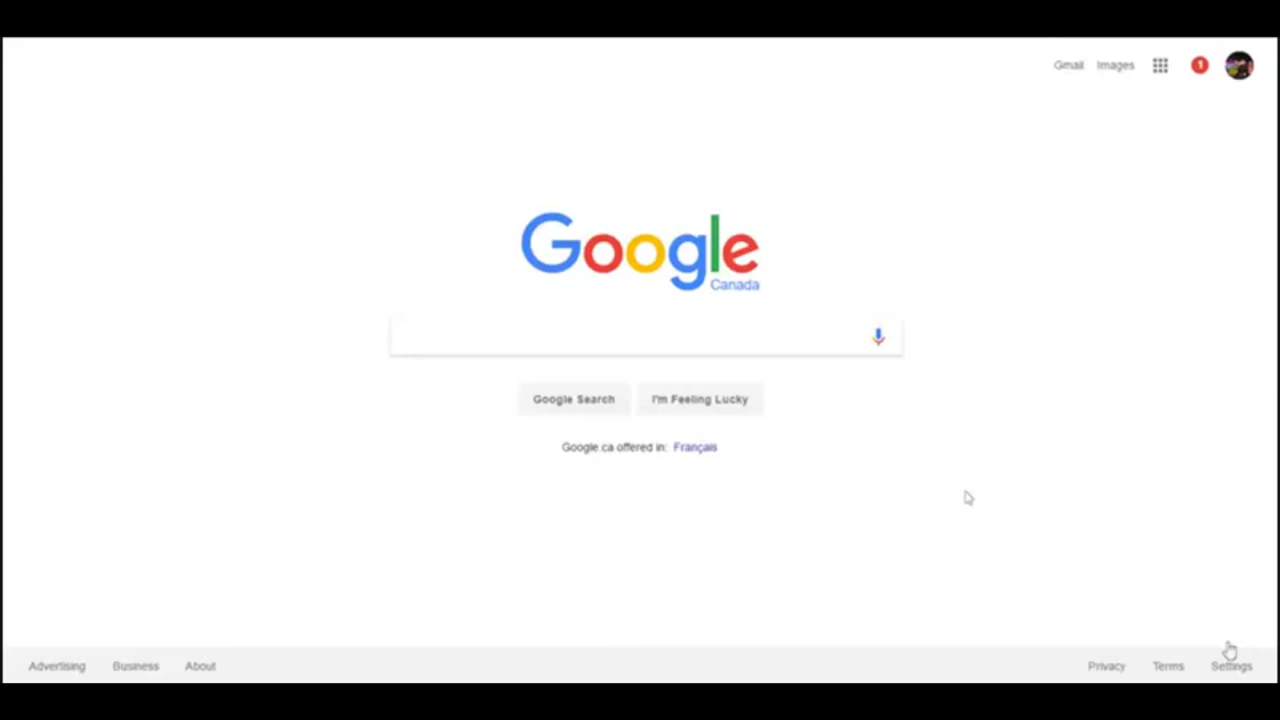 Gmail Images 1
Google
Canada
Google Search I'm Feeling Lucky
Google.ca offered in: Français
Advertising Business About Privacy Terms Settings